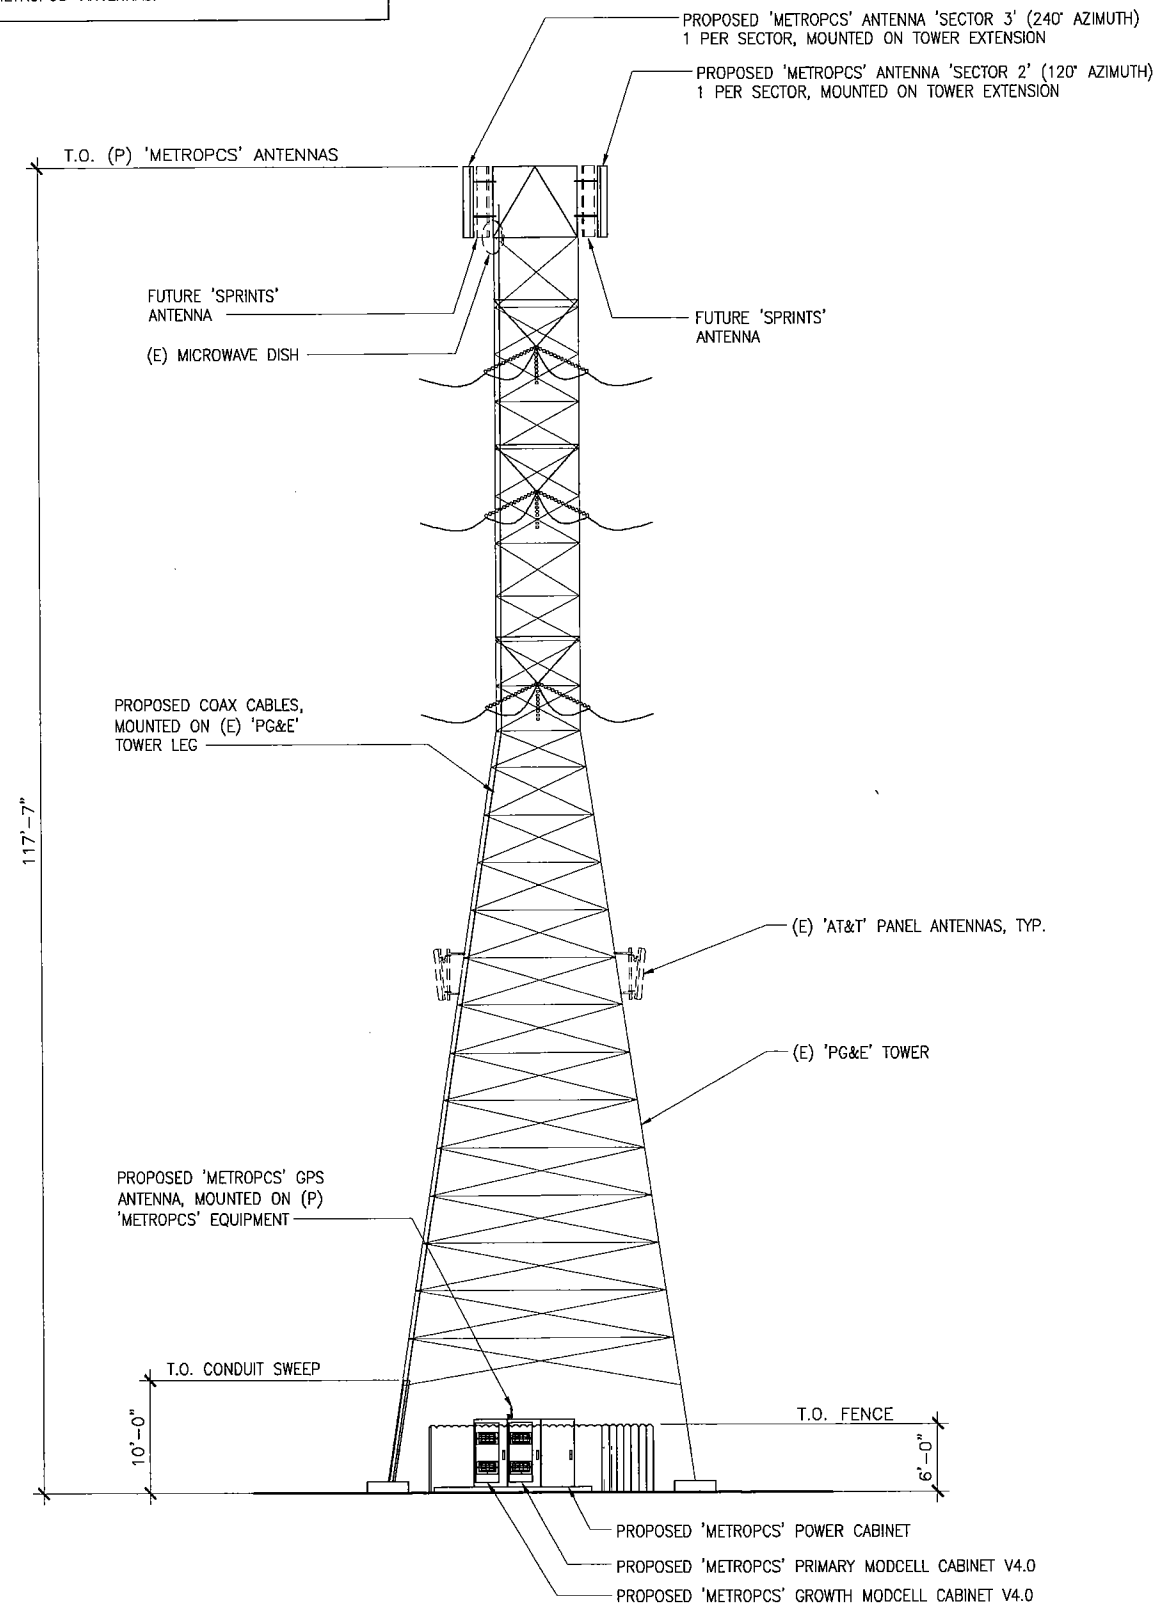 PROPOSED 'METROPCS' ANTENNA 'SECTOR 3' (240° AZIMUTH)
1 PER SECTOR, MOUNTED ON TOWER EXTENSION
PROPOSED 'METROPCS' ANTENNA 'SECTOR 2' (120° AZIMUTH)
1 PER SECTOR, MOUNTED ON TOWER EXTENSION
T.O. (P) 'METROPCS' ANTENNAS
FUTURE 'SPRINTS'
ANTENNA
(E) MICROWAVE DISH
FUTURE 'SPRINTS'
ANTENNA
PROPOSED COAX CABLES,
MOUNTED ON (E) 'PG&E'
TOWER LEG
117'-7"
(E) 'AT&T' PANEL ANTENNAS, TYP.
(E) 'PG&E' TOWER
PROPOSED 'METROPCS' GPS
ANTENNA, MOUNTED ON (P)
'METROPCS' EQUIPMENT
T.O. CONDUIT SWEEP
10'-0"
T.O. FENCE
6'-0"
PROPOSED 'METROPCS' POWER CABINET
PROPOSED 'METROPCS' PRIMARY MODCELL CABINET V4.0
PROPOSED 'METROPCS' GROWTH MODCELL CABINET V4.0